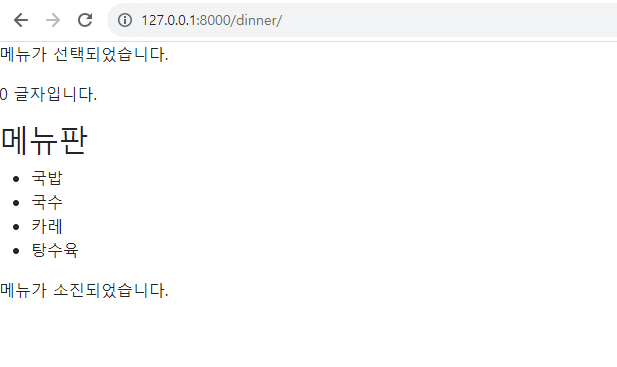 127.0.0.1:8000/dinner/
메뉴가 선택되었습니다.
0 글자입니다.
메뉴판
국밥
국수
카레
탕수육
메뉴가 소진되었습니다.